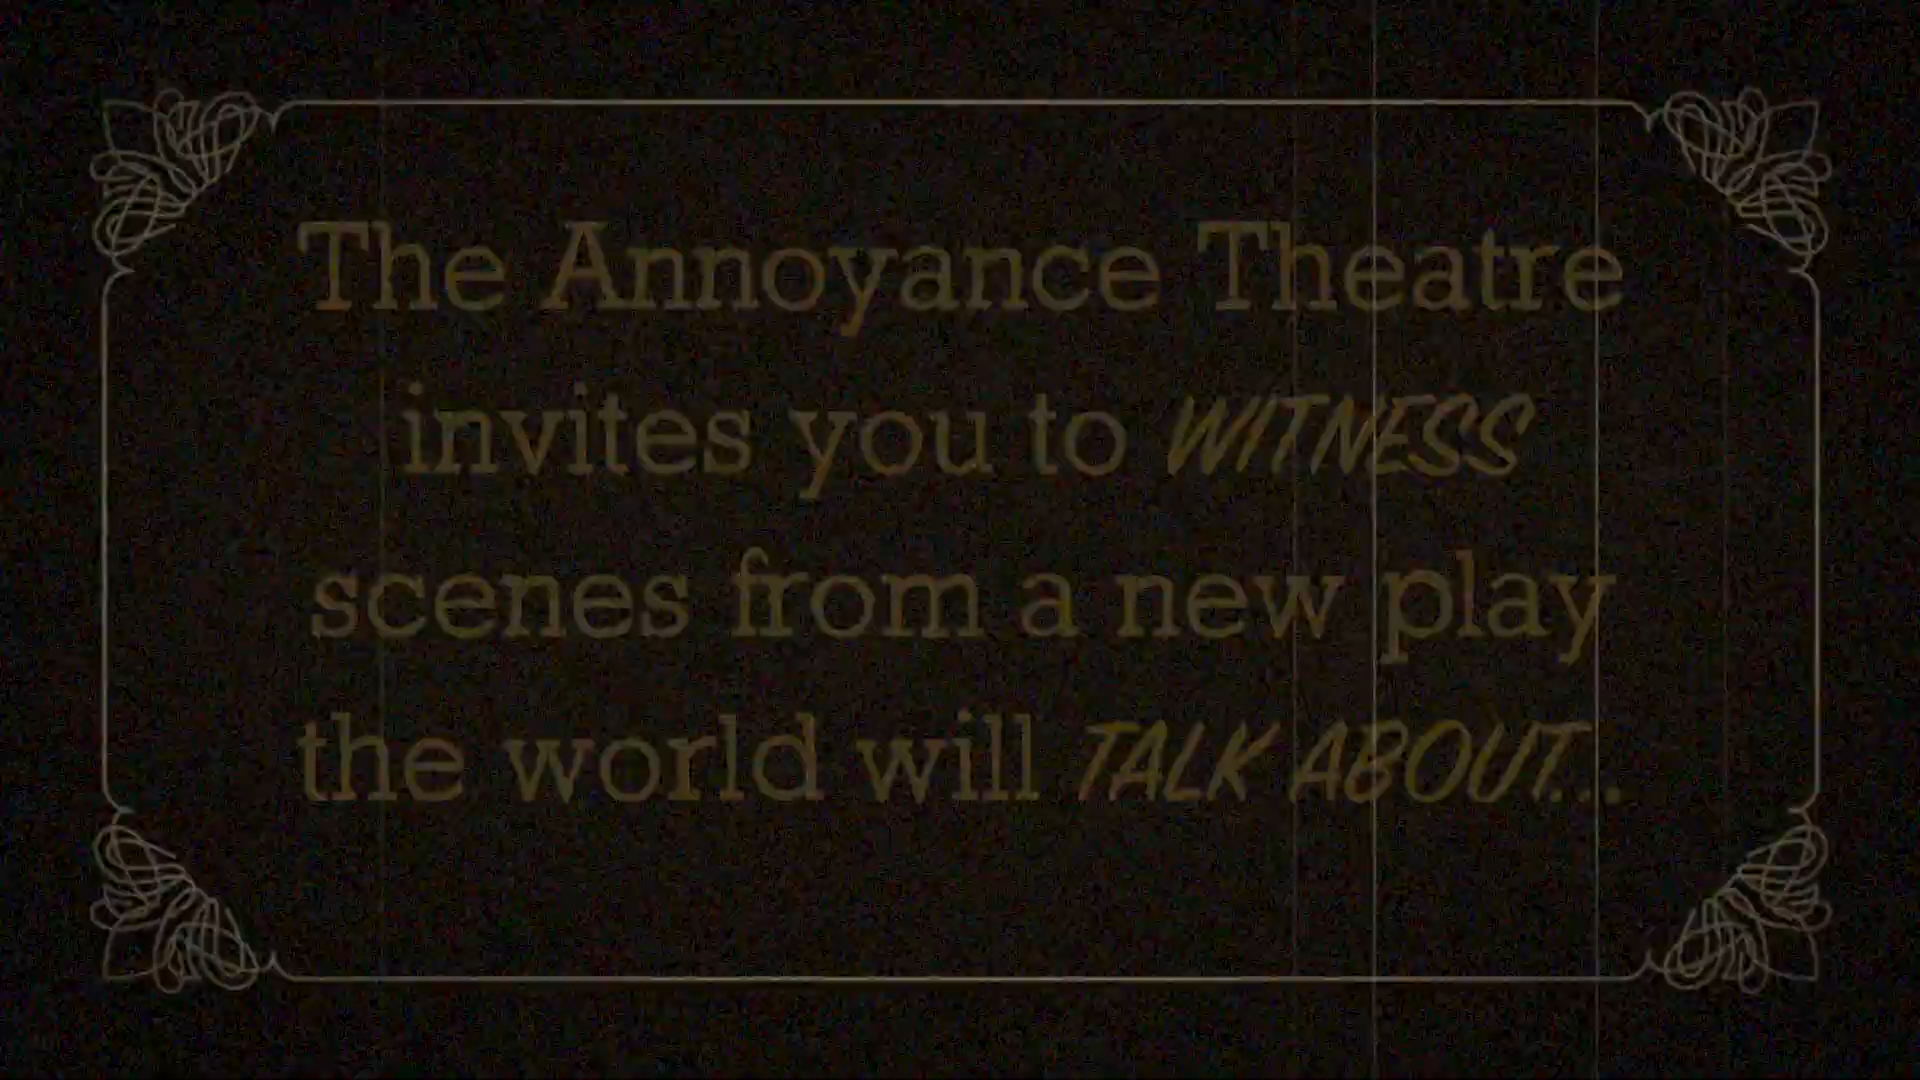 The Annoyance Theatre
invites you to WITNESS
scenes from a new play
the world will TALK ABOUT...